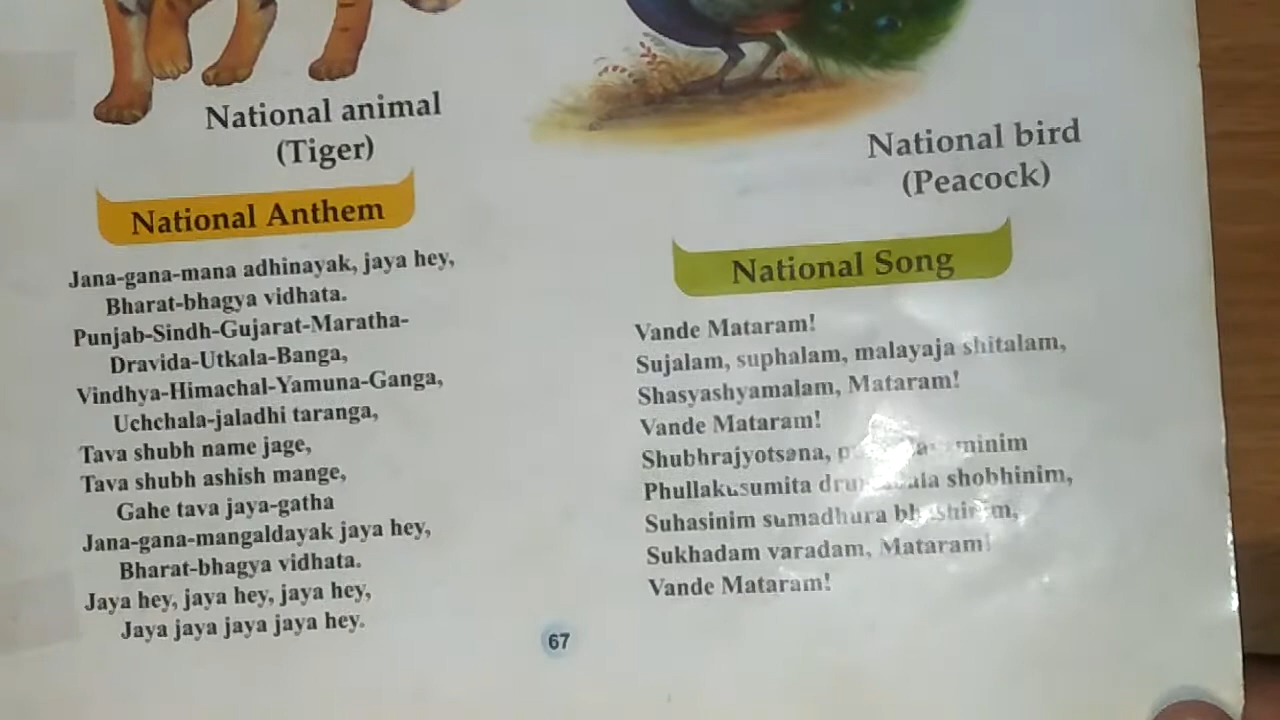 National animal
(Tiger)
National bird
(Peacock)
National Anthem
Jana-gana-mana adhinayak, jaya hey,
Bharat-bhagya vidhata.
Punjab-Sindh-Gujarat-Maratha-
Dravida-Utkala-Banga,
Vindhya-Himachal-Yamuna-Ganga,
Uchchala-jaladhi taranga,
Tava shubh name jage,
Tava shubh ashish mange,
Gahe tava jaya-gatha
Jana-gana-mangaldayak jaya hey,
Bharat-bhagya vidhata.
Jaya hey, jaya hey, jaya hey,
Jaya jaya jaya jaya hey.
National Song
Vande Mataram!
Sujalam, suphalam, malayaja shitalam,
Shasyashyamalam, Mataram!
Vande Mataram!
Shubhrajyotsana,
Phullakusumita shobhinim,
Suhasinim sumadhura
Sukhadam varadam, Mataram!
Vande Mataram!
67